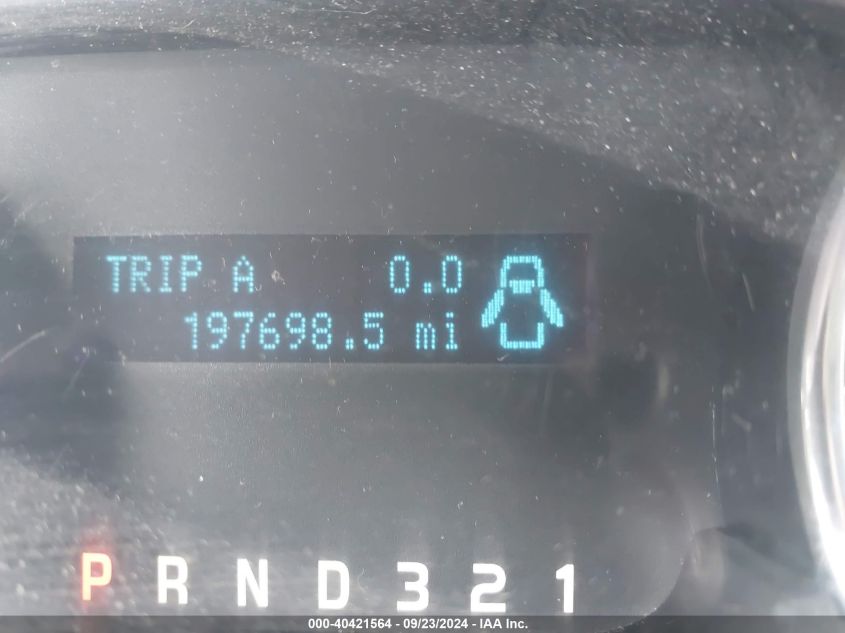 TRIP A 0.0
197698.5 mi
P R N D 3 2 1
000-40421564 - 09/23/2024 - IAA Inc.